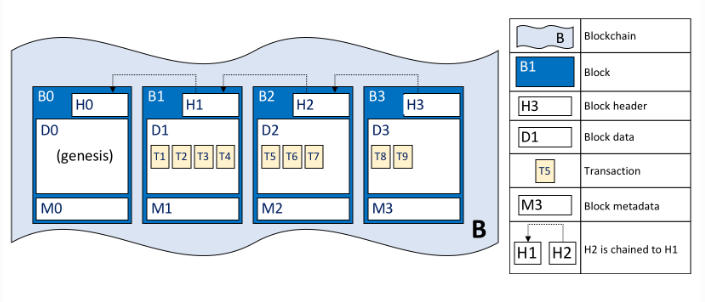 B0
H0
D0
(genesis)
M0
B1
H1
D1
T1 T2 T3 T4
M1
B2
H2
D2
T5 T6 T7
M2
B3
H3
D3
T8 T9
M3
B
B Blockchain
B1 Block
H3 Block header
D1 Block data
T5 Transaction
M3 Block metadata
H1 H2 H2 is chained to H1